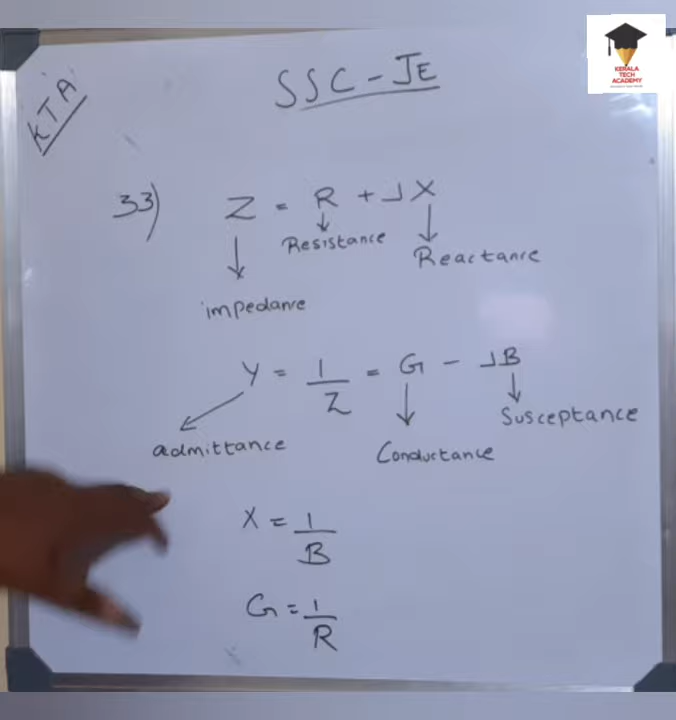 KERALA
TECH
ACADEMY
KTA
SSC - JE
33) Z = R + JX
Resistance
Reactance
impedance
Y = 1/Z = G - JB
Susceptance
admittance
Conductance
X = 1/B
G = 1/R